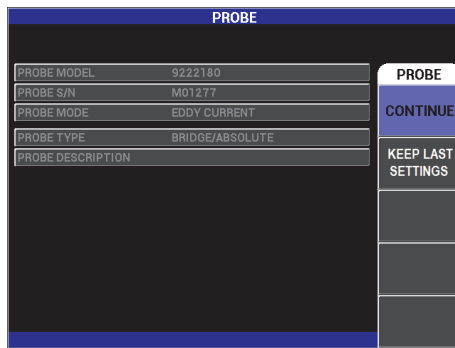 PROBE
PROBE MODEL 9222180
PROBE S/N M01277
PROBE MODE EDDY CURRENT
PROBE TYPE BRIDGE/ABSOLUTE
PROBE DESCRIPTION
PROBE
CONTINUE
KEEP LAST
SETTINGS